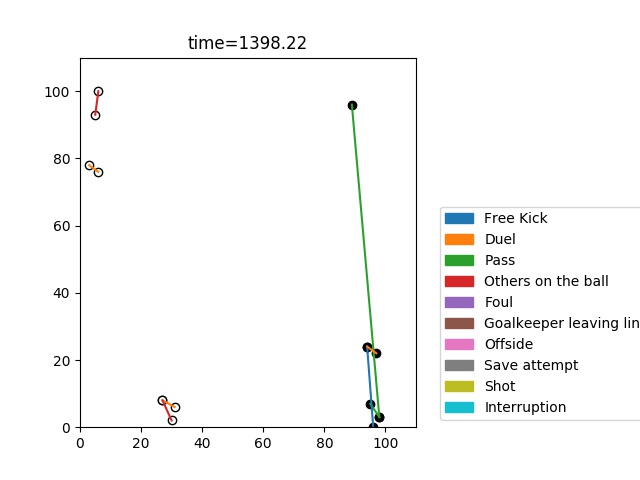 time=1398.22
100
80
60
40
20
0
0 20 40 60 80 100
Free Kick
Duel
Pass
Others on the ball
Foul
Goalkeeper leaving lin
Offside
Save attempt
Shot
Interruption